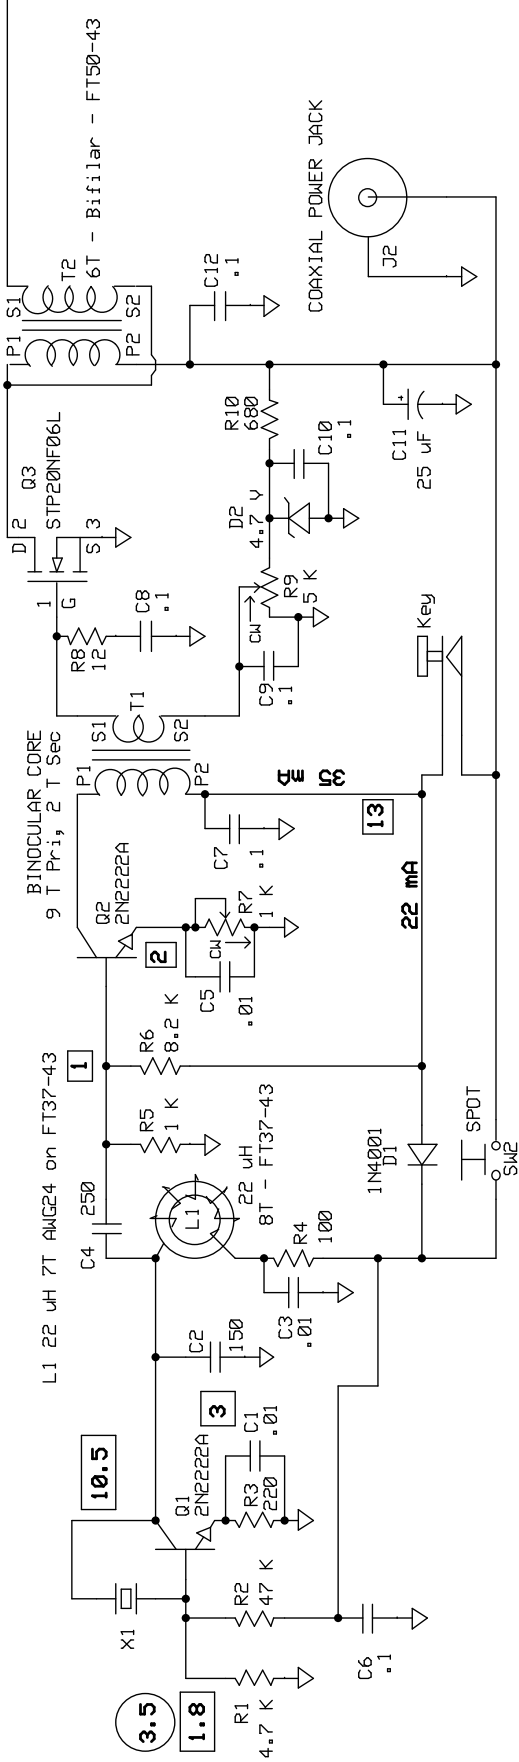 L1 22 uH 7T AWG24 on FT37-43
BINOCULAR CORE
9 T Pri, 2 T Sec
3.5
1.8
10.5
X1
R1
4.7 K
R2
47 K
C6
.1
Q1
2N2222A
3
R3
220
C1
.01
C2
150
C3
.01
R4
100
C4
250
L1
22 uH
8T - FT37-43
R5
1 K
1
R6
8.2 K
1N4001
D1
SPDT
SW2
Q2
2N2222A
2
C5
.01
CW
R7
1 K
P1
P2
S1
S2
T1
C7
.1
35 mA
13
22 mA
Key
R8
12
C8
.1
C9
.1
CW
R9
5 K
1
G
D
2
S
3
Q3
STP20NF06L
D2
4.7 V
C10
.1
R10
680
C11
+
25 uF
P1
P2
S1
S2
T2
6T - Bifilar - FT50-43
C12
.1
COAXIAL POWER JACK
J2